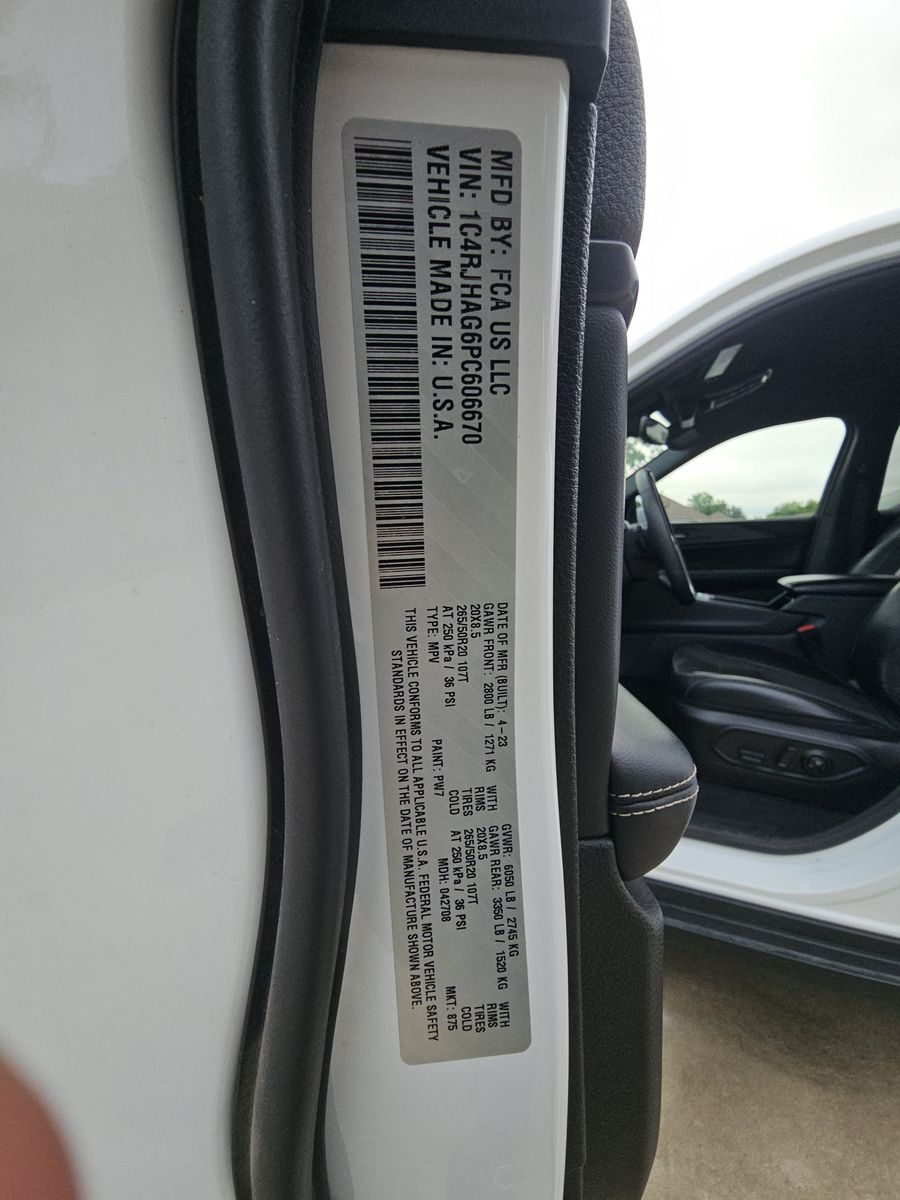 MFD BY: FCA US LLC
VIN: 1C4RJHAG6PC606670
VEHICLE MADE IN: U.S.A.
DATE OF MFR (BUILT): 4-23 GVWR: 6050 LB / 2745 KG
GAWR FRONT: 2800 LB / 1271 KG WITH GAWR REAR: 3350 LB / 1520 KG WITH
20X8.5 RIMS 20X8.5 RIMS
265/50R20 107T TIRES 265/50R20 107T TIRES
AT 250 kPa / 36 PSI COLD AT 250 kPa / 36 PSI COLD
TYPE: MPV PAINT: PW7 MDH: 042708 MKT: 875
THIS VEHICLE CONFORMS TO ALL APPLICABLE U.S.A. FEDERAL MOTOR VEHICLE SAFETY
STANDARDS IN EFFECT ON THE DATE OF MANUFACTURE SHOWN ABOVE.